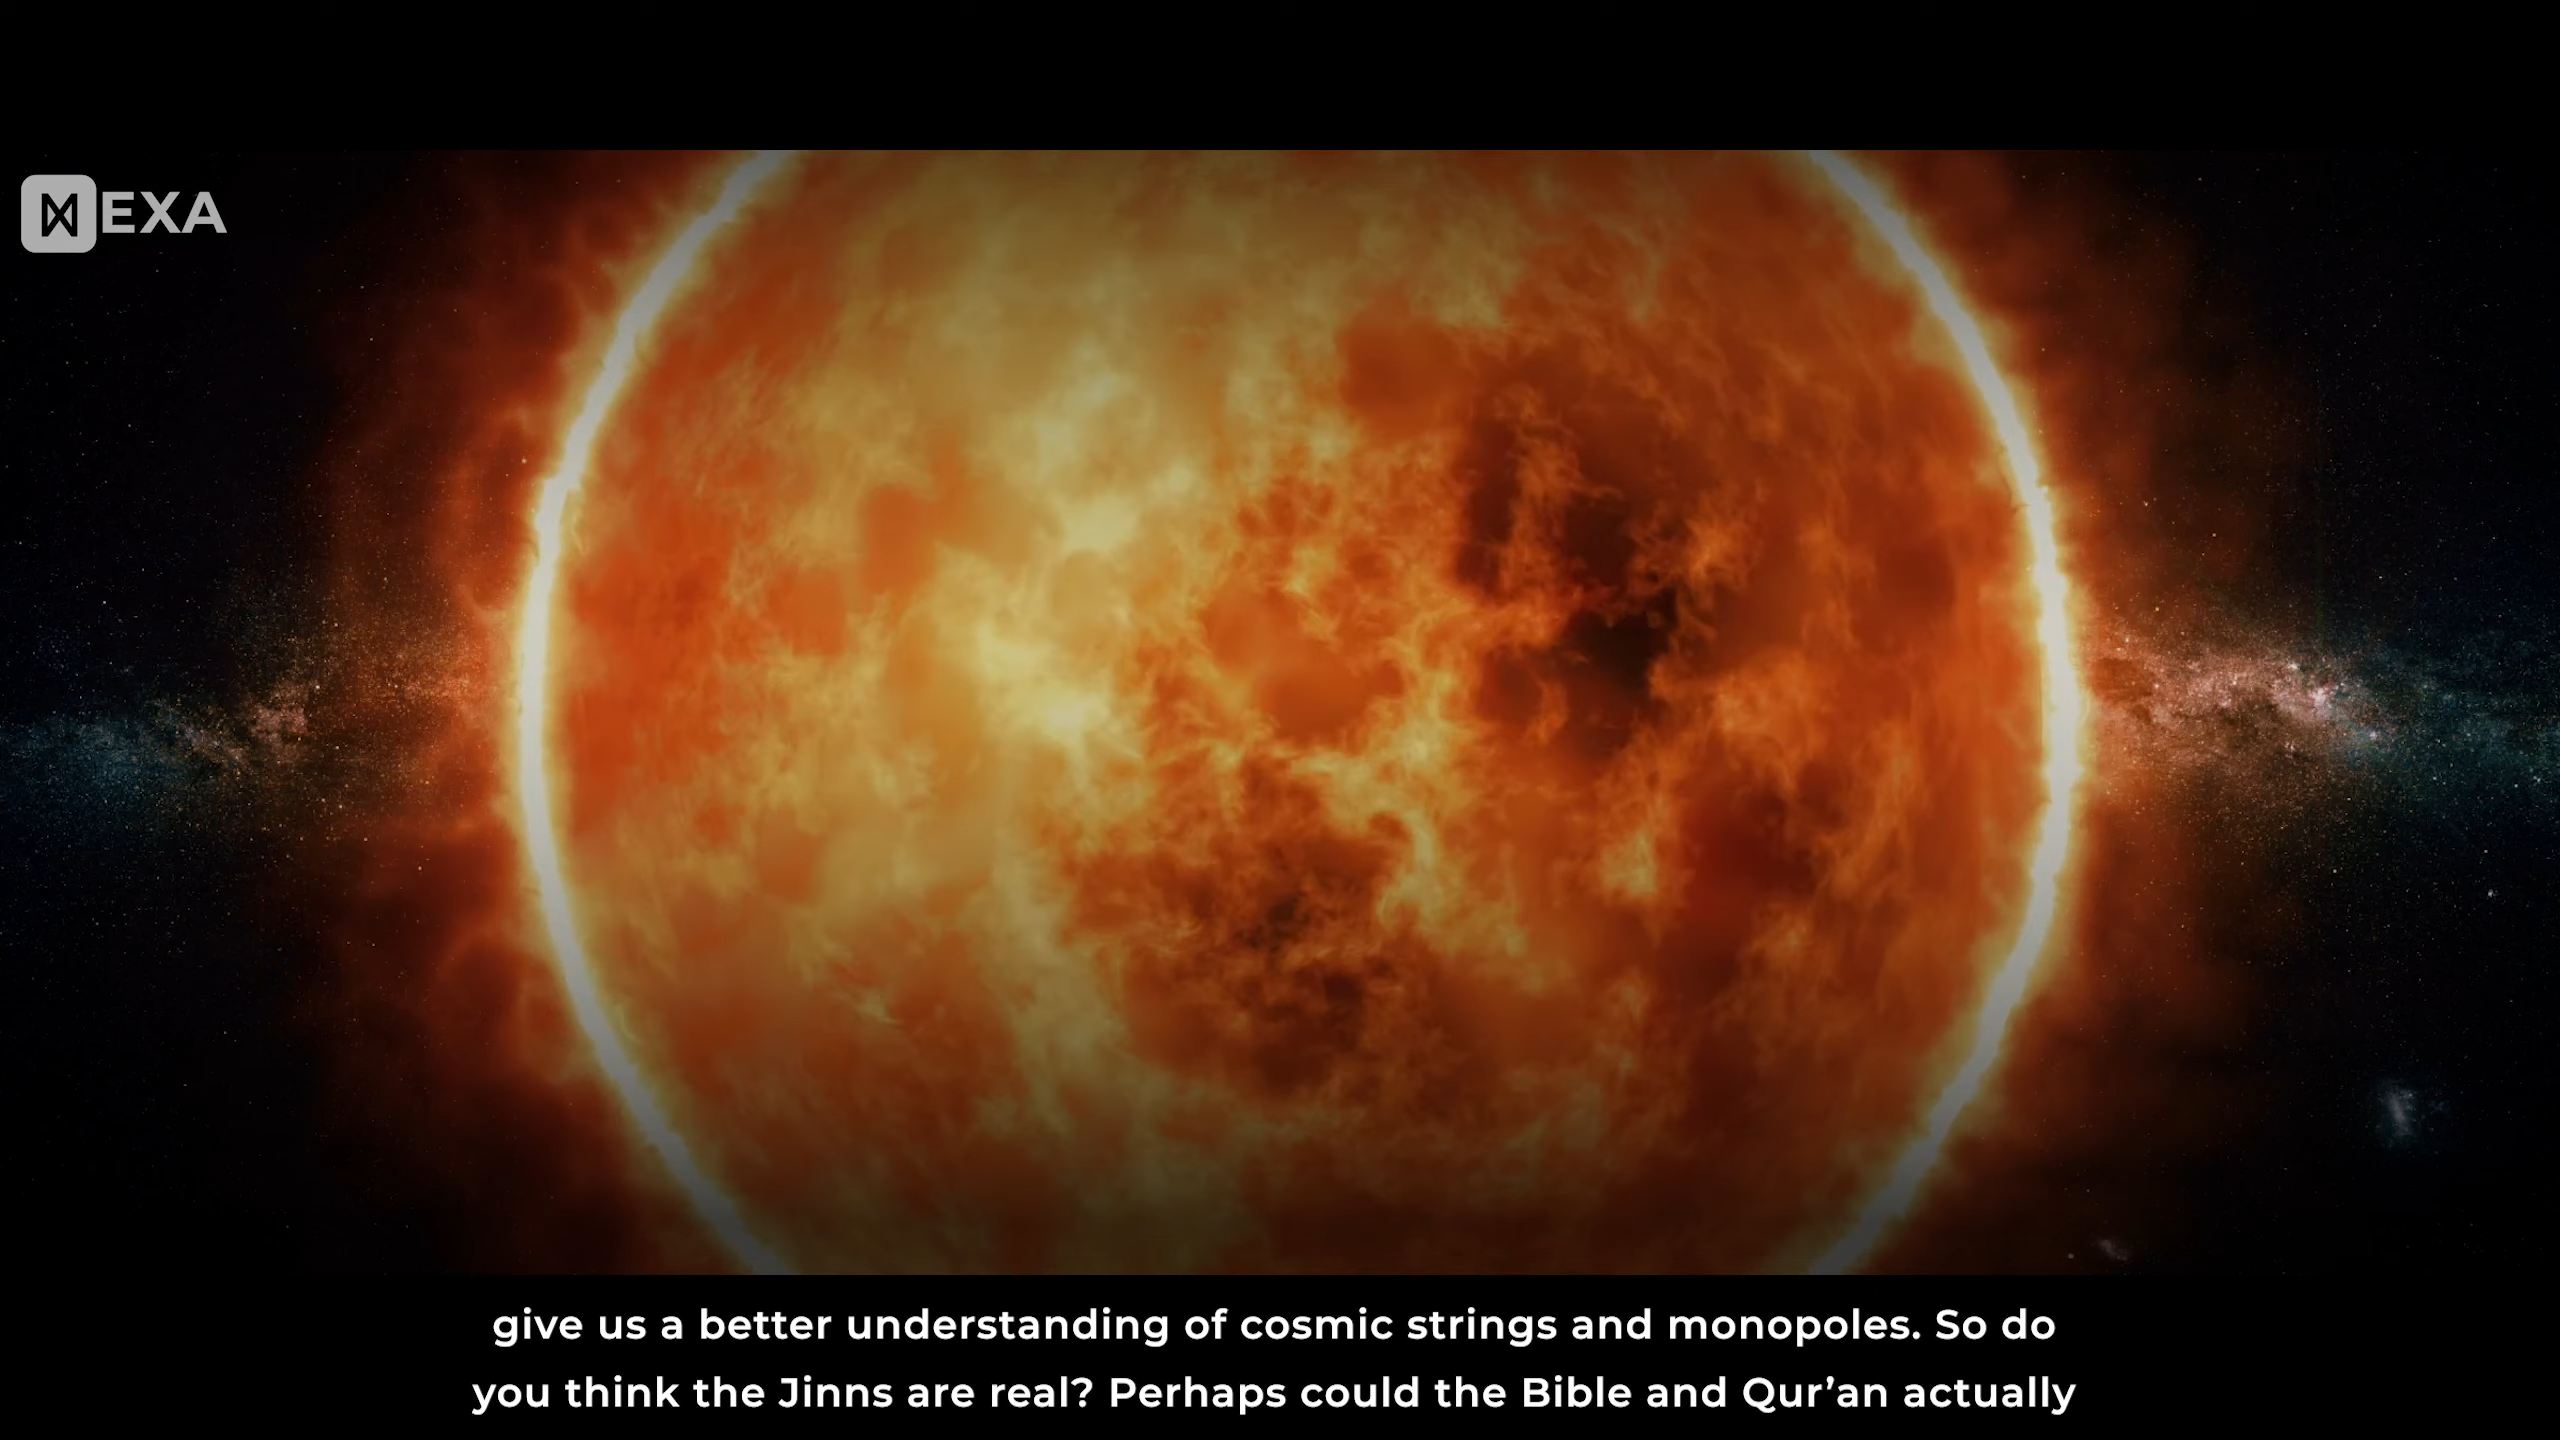 MEXA
give us a better understanding of cosmic strings and monopoles. So do
you think the Jinns are real? Perhaps could the Bible and Qur’an actually